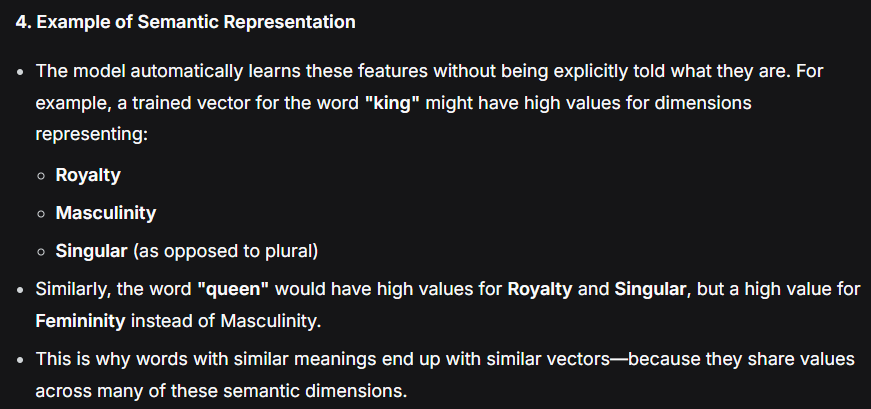 4. Example of Semantic Representation
• The model automatically learns these features without being explicitly told what they are. For
example, a trained vector for the word "king" might have high values for dimensions
representing:
○ Royalty
○ Masculinity
○ Singular (as opposed to plural)
• Similarly, the word "queen" would have high values for Royalty and Singular, but a high value for
Femininity instead of Masculinity.
• This is why words with similar meanings end up with similar vectors—because they share values
across many of these semantic dimensions.